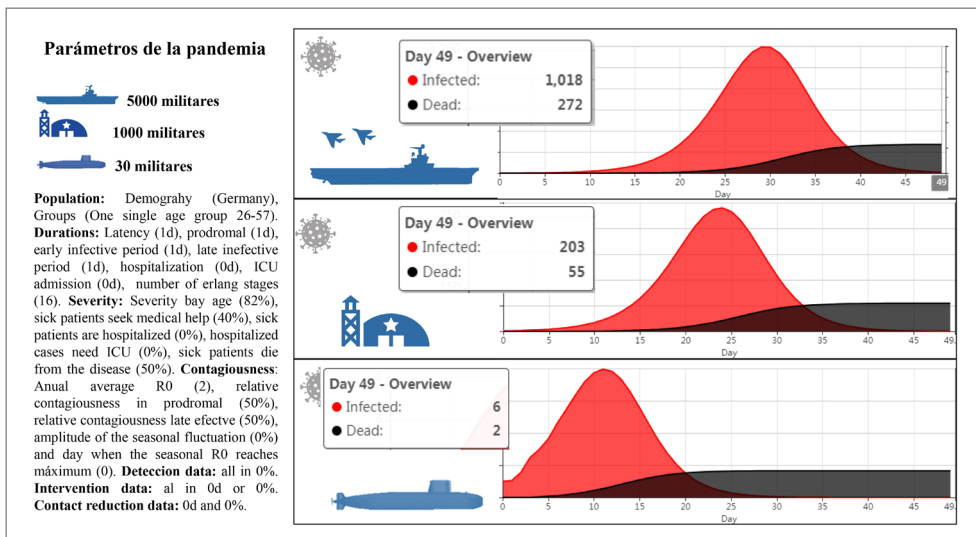 Parámetros de la pandemia
5000 militares
1000 militares
30 militares
Population: Demograhy (Germany),
Groups (One single age group 26-57).
Durations: Latency (1d), prodromal (1d),
early infective period (1d), late inefective
period (1d), hospitalization (0d), ICU
admission (0d), number of erlang stages
(16). Severity: Severity bay age (82%),
sick patients seek medical help (40%), sick
patients are hospitalized (0%), hospitalized
cases need ICU (0%), sick patients die
from the disease (50%). Contagiousness:
Anual average R0 (2), relative
contagiousness in prodromal (50%),
relative contagiousness late efectve (50%),
amplitude of the seasonal fluctuation (0%)
and day when the seasonal R0 reaches
máximum (0). Deteccion data: all in 0%.
Intervention data: al in 0d or 0%.
Contact reduction data: 0d and 0%.
Day 49 - Overview
Infected: 1,018
Dead: 272
0 5 10 15 20 25 30 35 40 45 49
Day
Day 49 - Overview
Infected: 203
Dead: 55
0 5 10 15 20 25 30 35 40 45 49.
Day
Day 49 - Overview
Infected: 6
Dead: 2
0 5 10 15 20 25 30 35 40 45 49.
Day